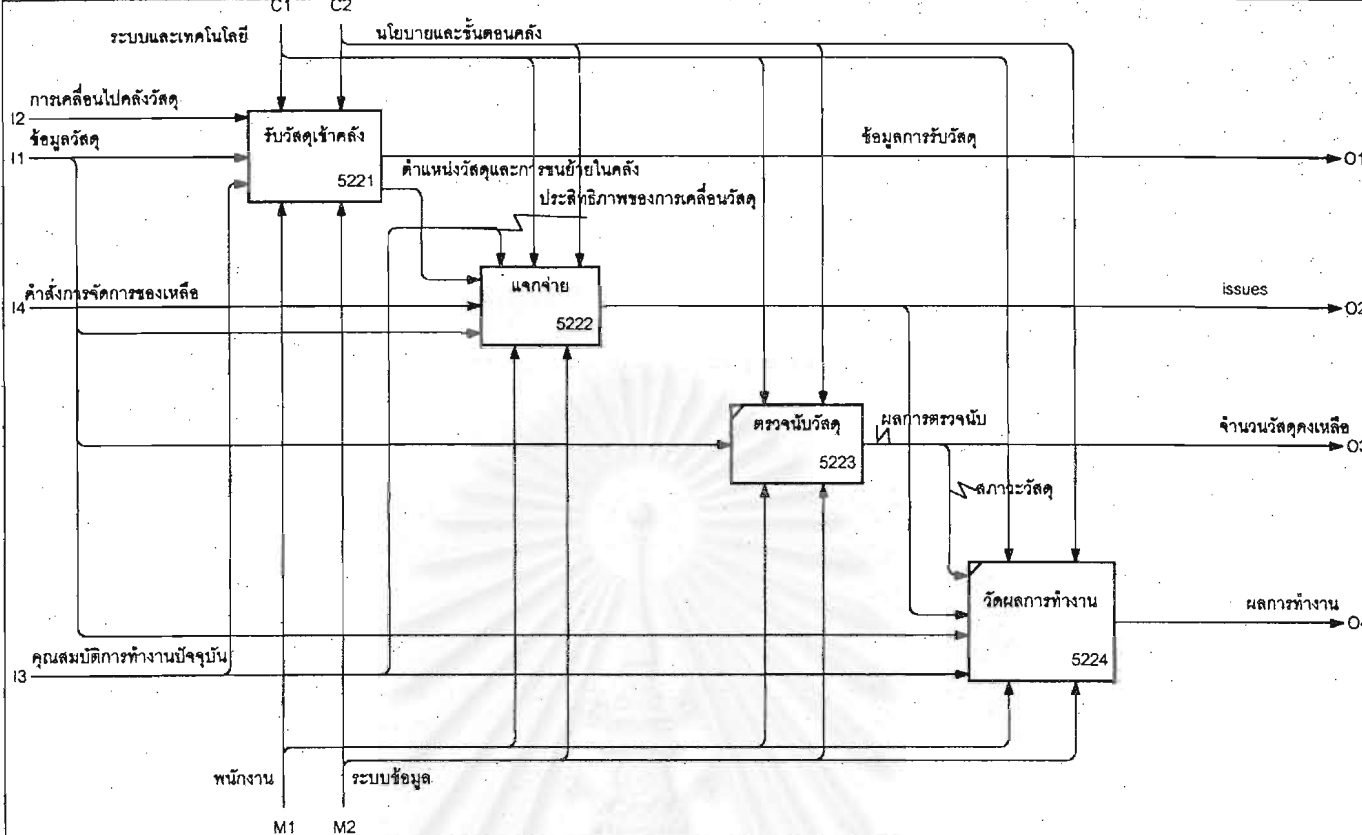 C1
C2
ระบบและเทคโนโลยี
นโยบายและขั้นตอนคลัง
การเคลื่อนไปคลังวัสดุ
I2
ข้อมูลวัสดุ
I1
รับวัสดุเข้าคลัง
5221
ข้อมูลการรับวัสดุ
O1
ตำแหน่งวัสดุและการขนย้ายในคลัง
ประสิทธิภาพของการเคลื่อนวัสดุ
คำสั่งการจัดการของเหลือ
I4
แจกจ่าย
5222
issues
O2
ตรวจนับวัสดุ
5223
ผลการตรวจนับ
จำนวนวัสดุคงเหลือ
O3
สภาวะวัสดุ
วัดผลการทำงาน
5224
ผลการทำงาน
O4
คุณสมบัติการทำงานปัจจุบัน
I3
พนักงาน
ระบบข้อมูล
M1
M2